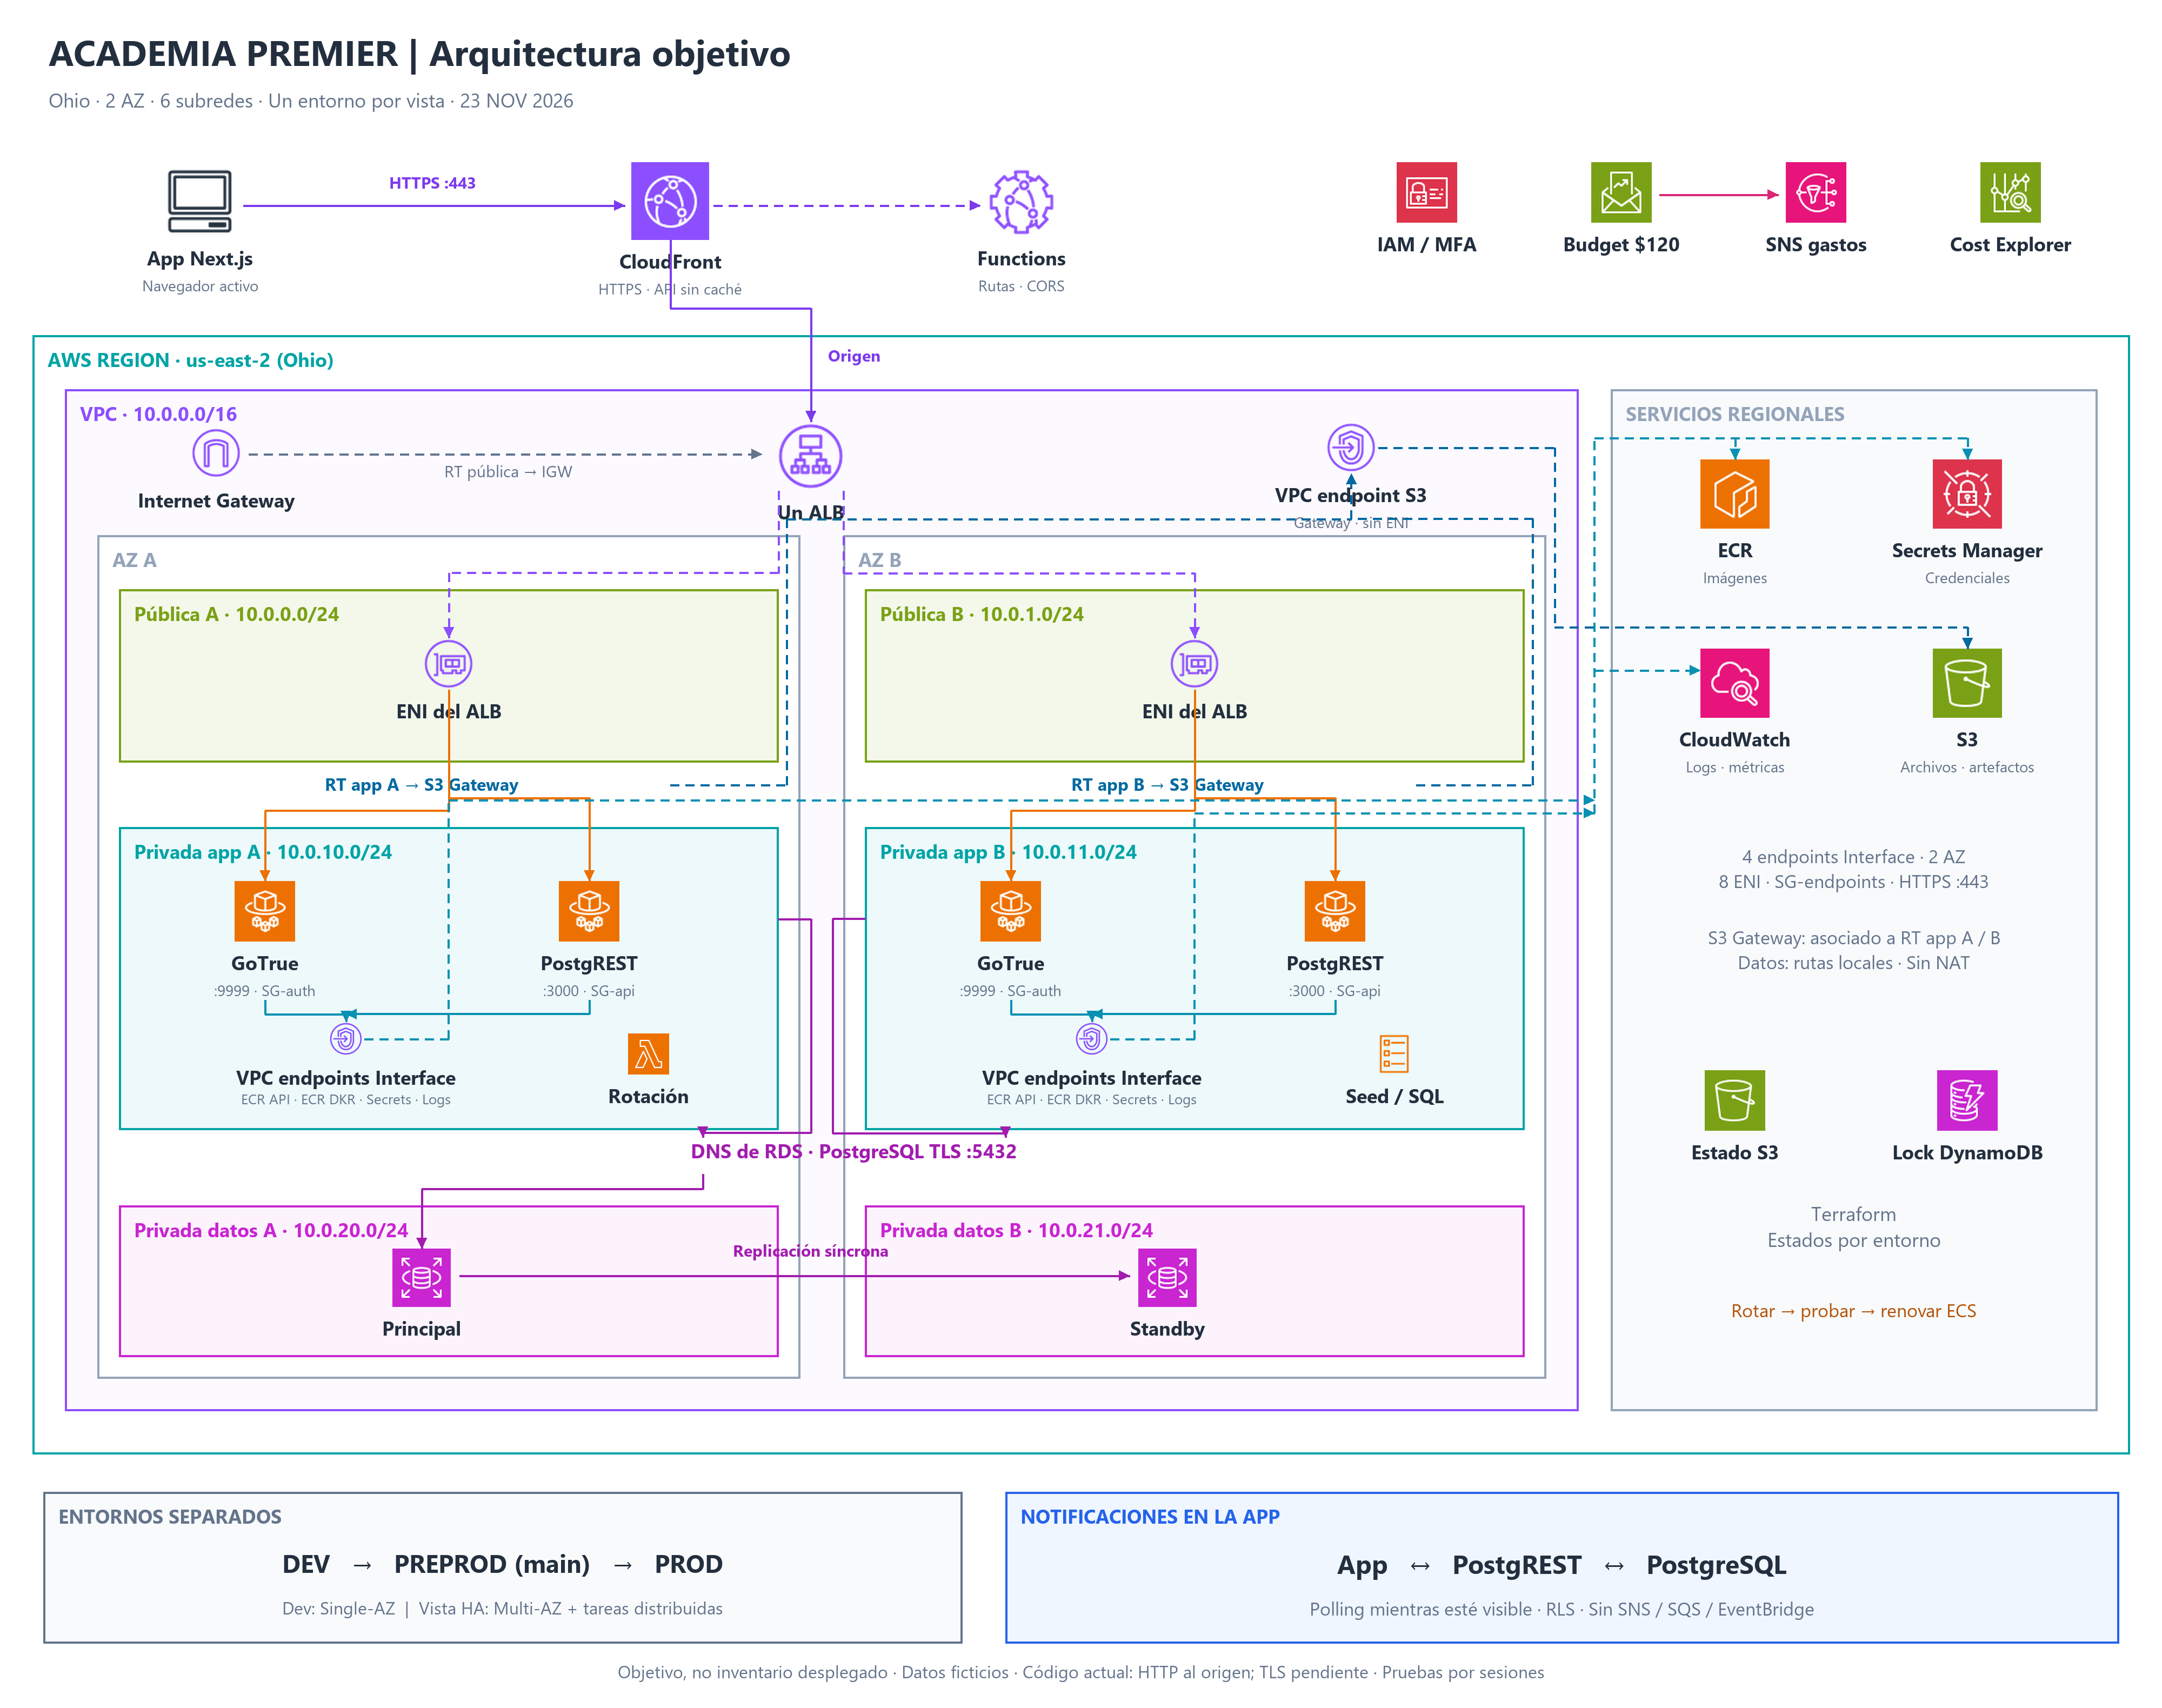 ACADEMIA PREMIER | Arquitectura objetivo
Ohio · 2 AZ · 6 subredes · Un entorno por vista · 23 NOV 2026
HTTPS :443
App Next.js
Navegador activo
CloudFront
HTTPS · API sin caché
Functions
Rutas · CORS
IAM / MFA
Budget $120
SNS gastos
Cost Explorer
AWS REGION · us-east-2 (Ohio)
Origen
VPC · 10.0.0.0/16
Internet Gateway
RT pública → IGW
Un ALB
VPC endpoint S3
Gateway · sin ENI
SERVICIOS REGIONALES
ECR
Imágenes
Secrets Manager
Credenciales
CloudWatch
Logs · métricas
S3
Archivos · artefactos
4 endpoints Interface · 2 AZ
8 ENI · SG-endpoints · HTTPS :443
S3 Gateway: asociado a RT app A / B
Datos: rutas locales · Sin NAT
Estado S3
Lock DynamoDB
Terraform
Estados por entorno
Rotar → probar → renovar ECS
AZ A
Pública A · 10.0.0.0/24
ENI del ALB
RT app A → S3 Gateway
Privada app A · 10.0.10.0/24
GoTrue
:9999 · SG-auth
PostgREST
:3000 · SG-api
VPC endpoints Interface
ECR API · ECR DKR · Secrets · Logs
Rotación
AZ B
Pública B · 10.0.1.0/24
ENI del ALB
RT app B → S3 Gateway
Privada app B · 10.0.11.0/24
GoTrue
:9999 · SG-auth
PostgREST
:3000 · SG-api
VPC endpoints Interface
ECR API · ECR DKR · Secrets · Logs
Seed / SQL
DNS de RDS · PostgreSQL TLS :5432
Privada datos A · 10.0.20.0/24
Principal
Replicación síncrona
Privada datos B · 10.0.21.0/24
Standby
ENTORNOS SEPARADOS
DEV → PREPROD (main) → PROD
Dev: Single-AZ | Vista HA: Multi-AZ + tareas distribuidas
NOTIFICACIONES EN LA APP
App ↔ PostgREST ↔ PostgreSQL
Polling mientras esté visible · RLS · Sin SNS / SQS / EventBridge
Objetivo, no inventario desplegado · Datos ficticios · Código actual: HTTP al origen; TLS pendiente · Pruebas por sesiones